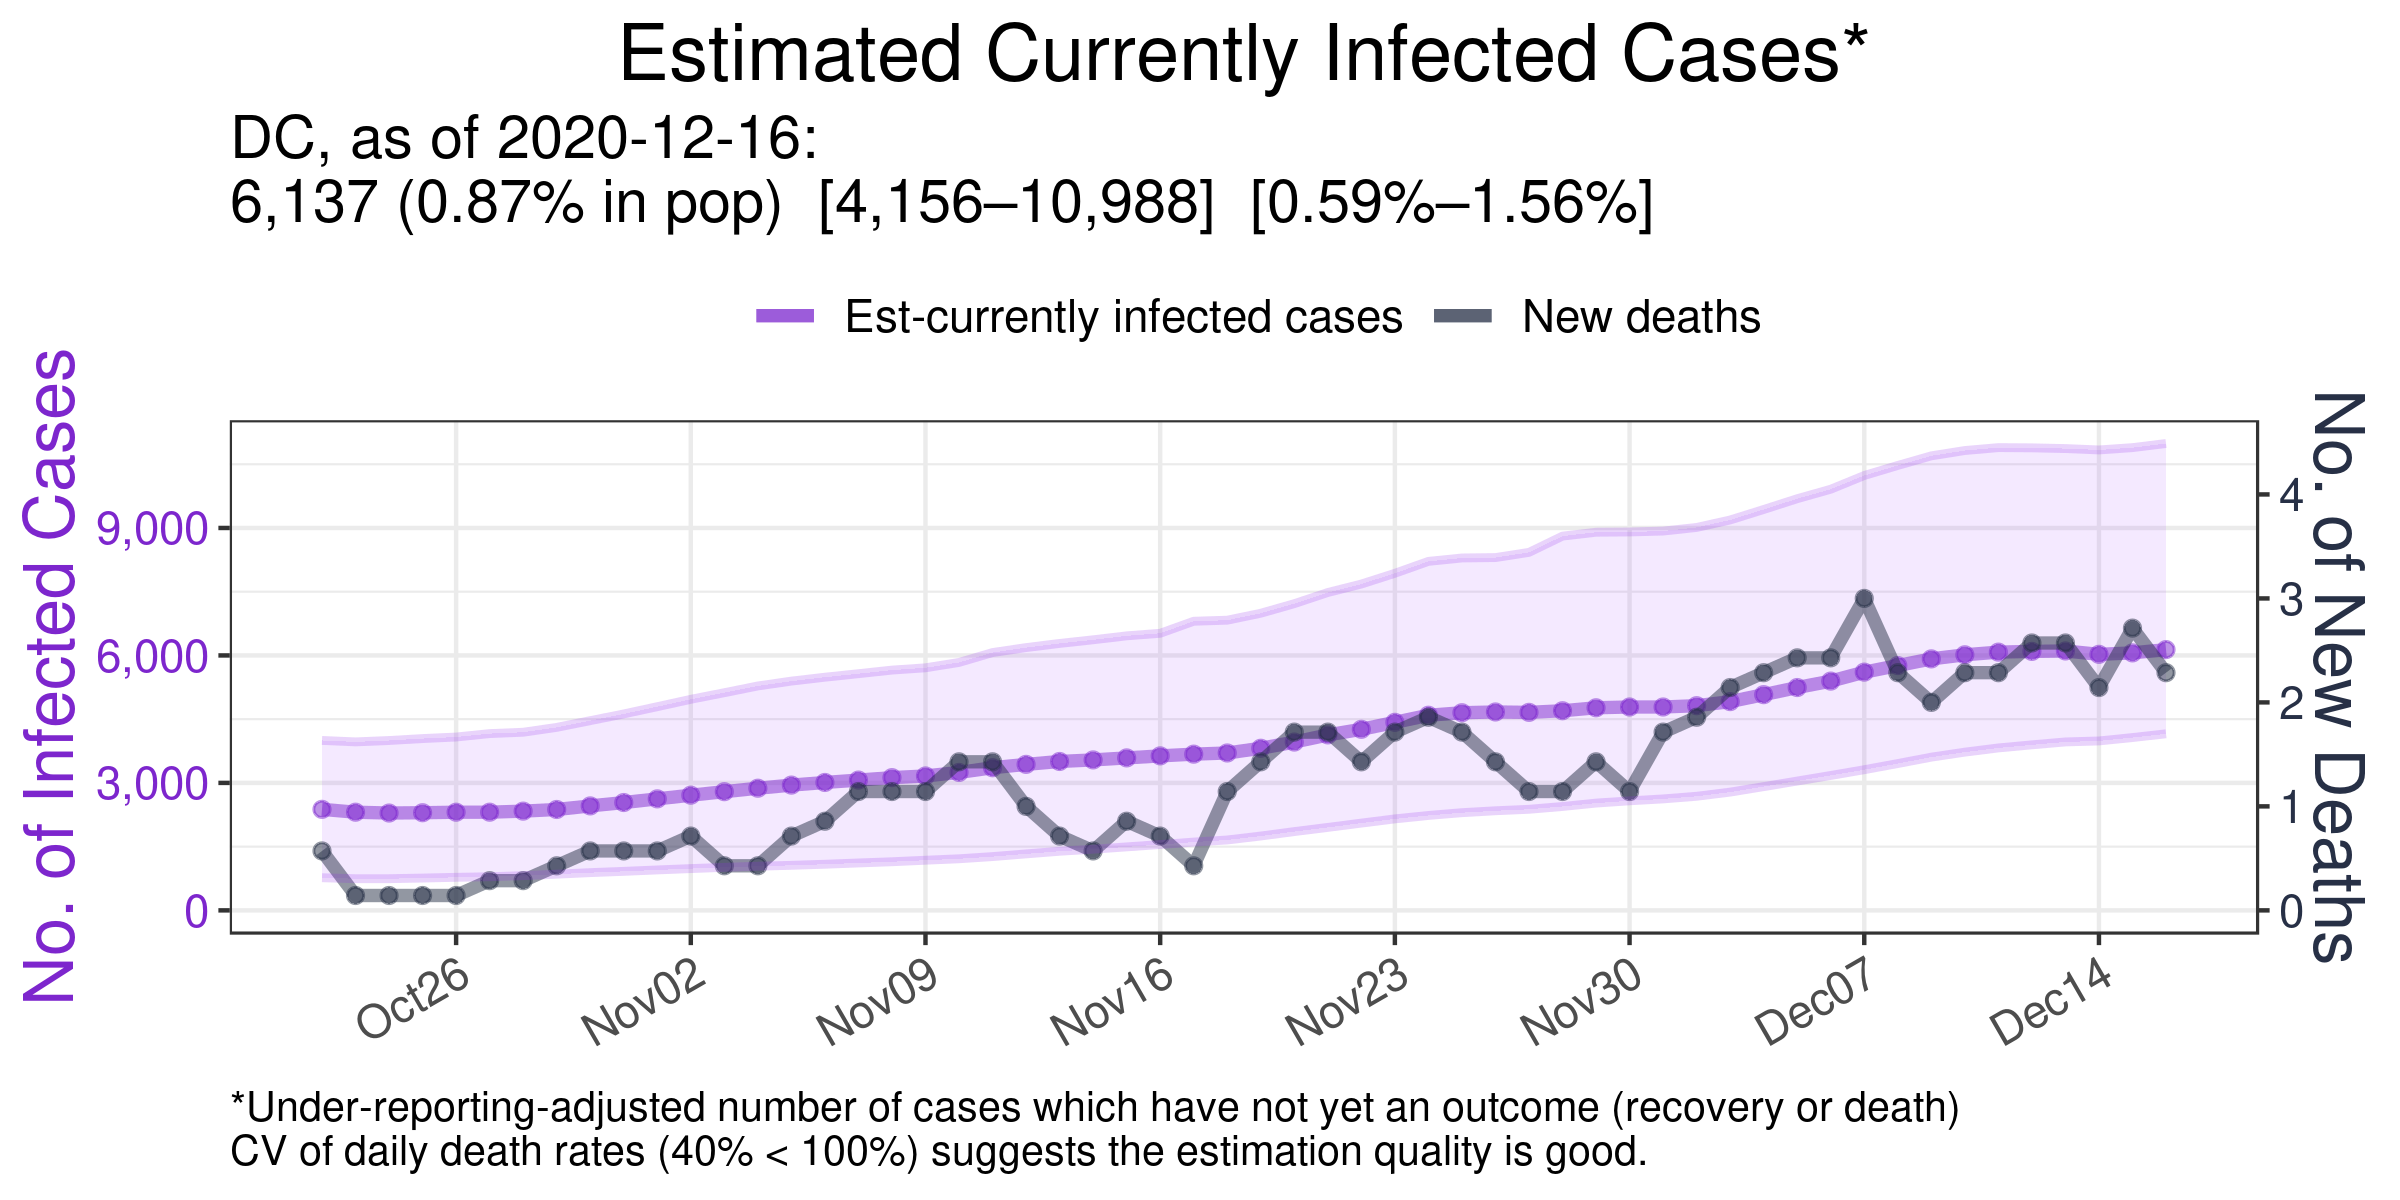 Estimated Currently Infected Cases*
DC, as of 2020-12-16:
6,137 (0.87% in pop)  [4,156–10,988]  [0.59%–1.56%]
Est-currently infected cases
New deaths
No. of Infected Cases
9,000
6,000
3,000
0
4
3
2
1
0
No. of New Deaths
Oct26
Nov02
Nov09
Nov16
Nov23
Nov30
Dec07
Dec14
*Under-reporting-adjusted number of cases which have not yet an outcome (recovery or death)
CV of daily death rates (40% < 100%) suggests the estimation quality is good.